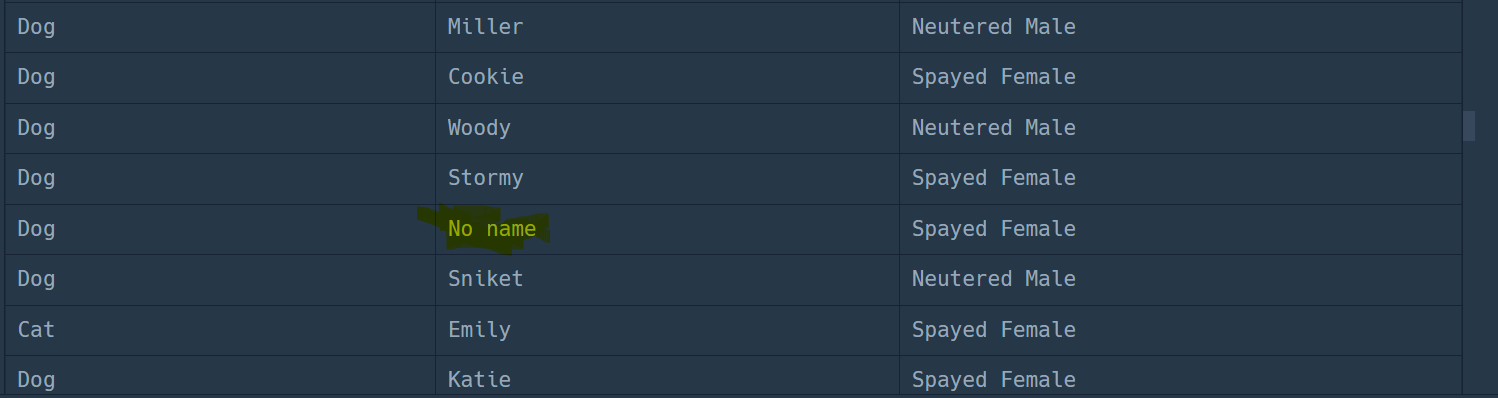 Dog Miller Neutered Male
Dog Cookie Spayed Female
Dog Woody Neutered Male
Dog Stormy Spayed Female
Dog No name Spayed Female
Dog Sniket Neutered Male
Cat Emily Spayed Female
Dog Katie Spayed Female